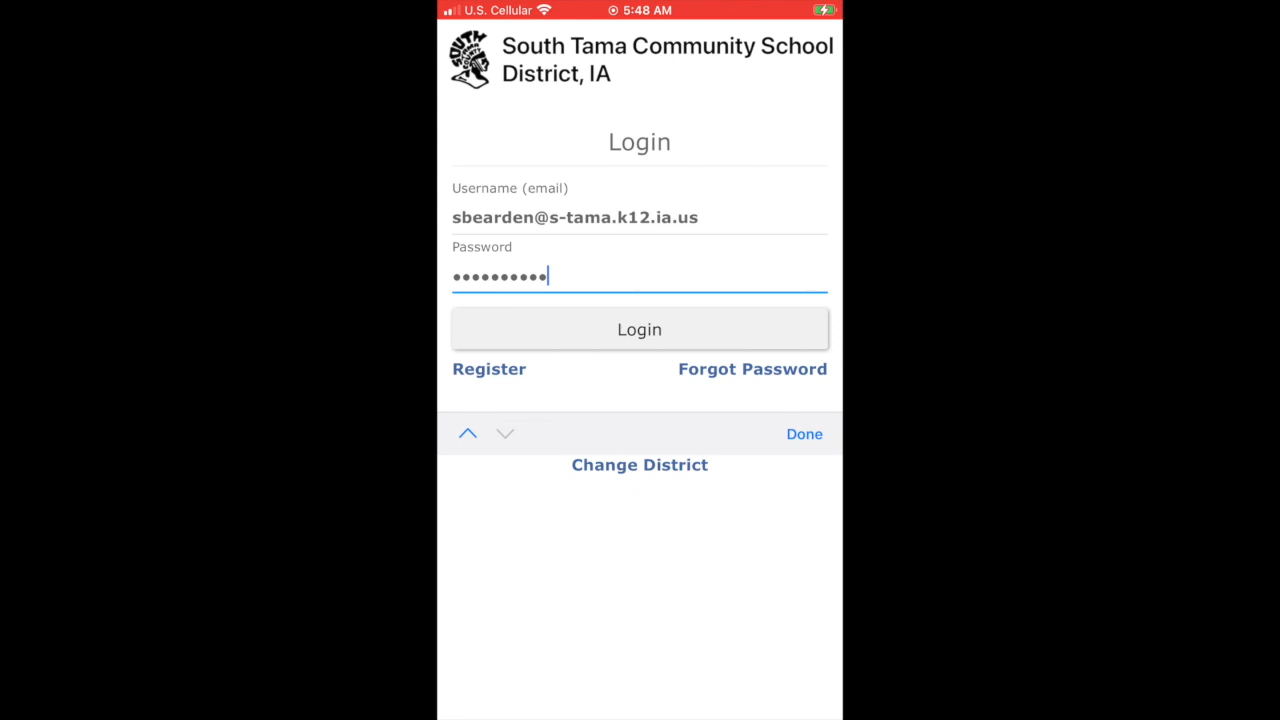 U.S. Cellular 5:48 AM
South Tama Community School
District, IA
Login
Username (email)
sbearden@s-tama.k12.ia.us
Password
••••••••••
Login
Register Forgot Password
Done
Change District